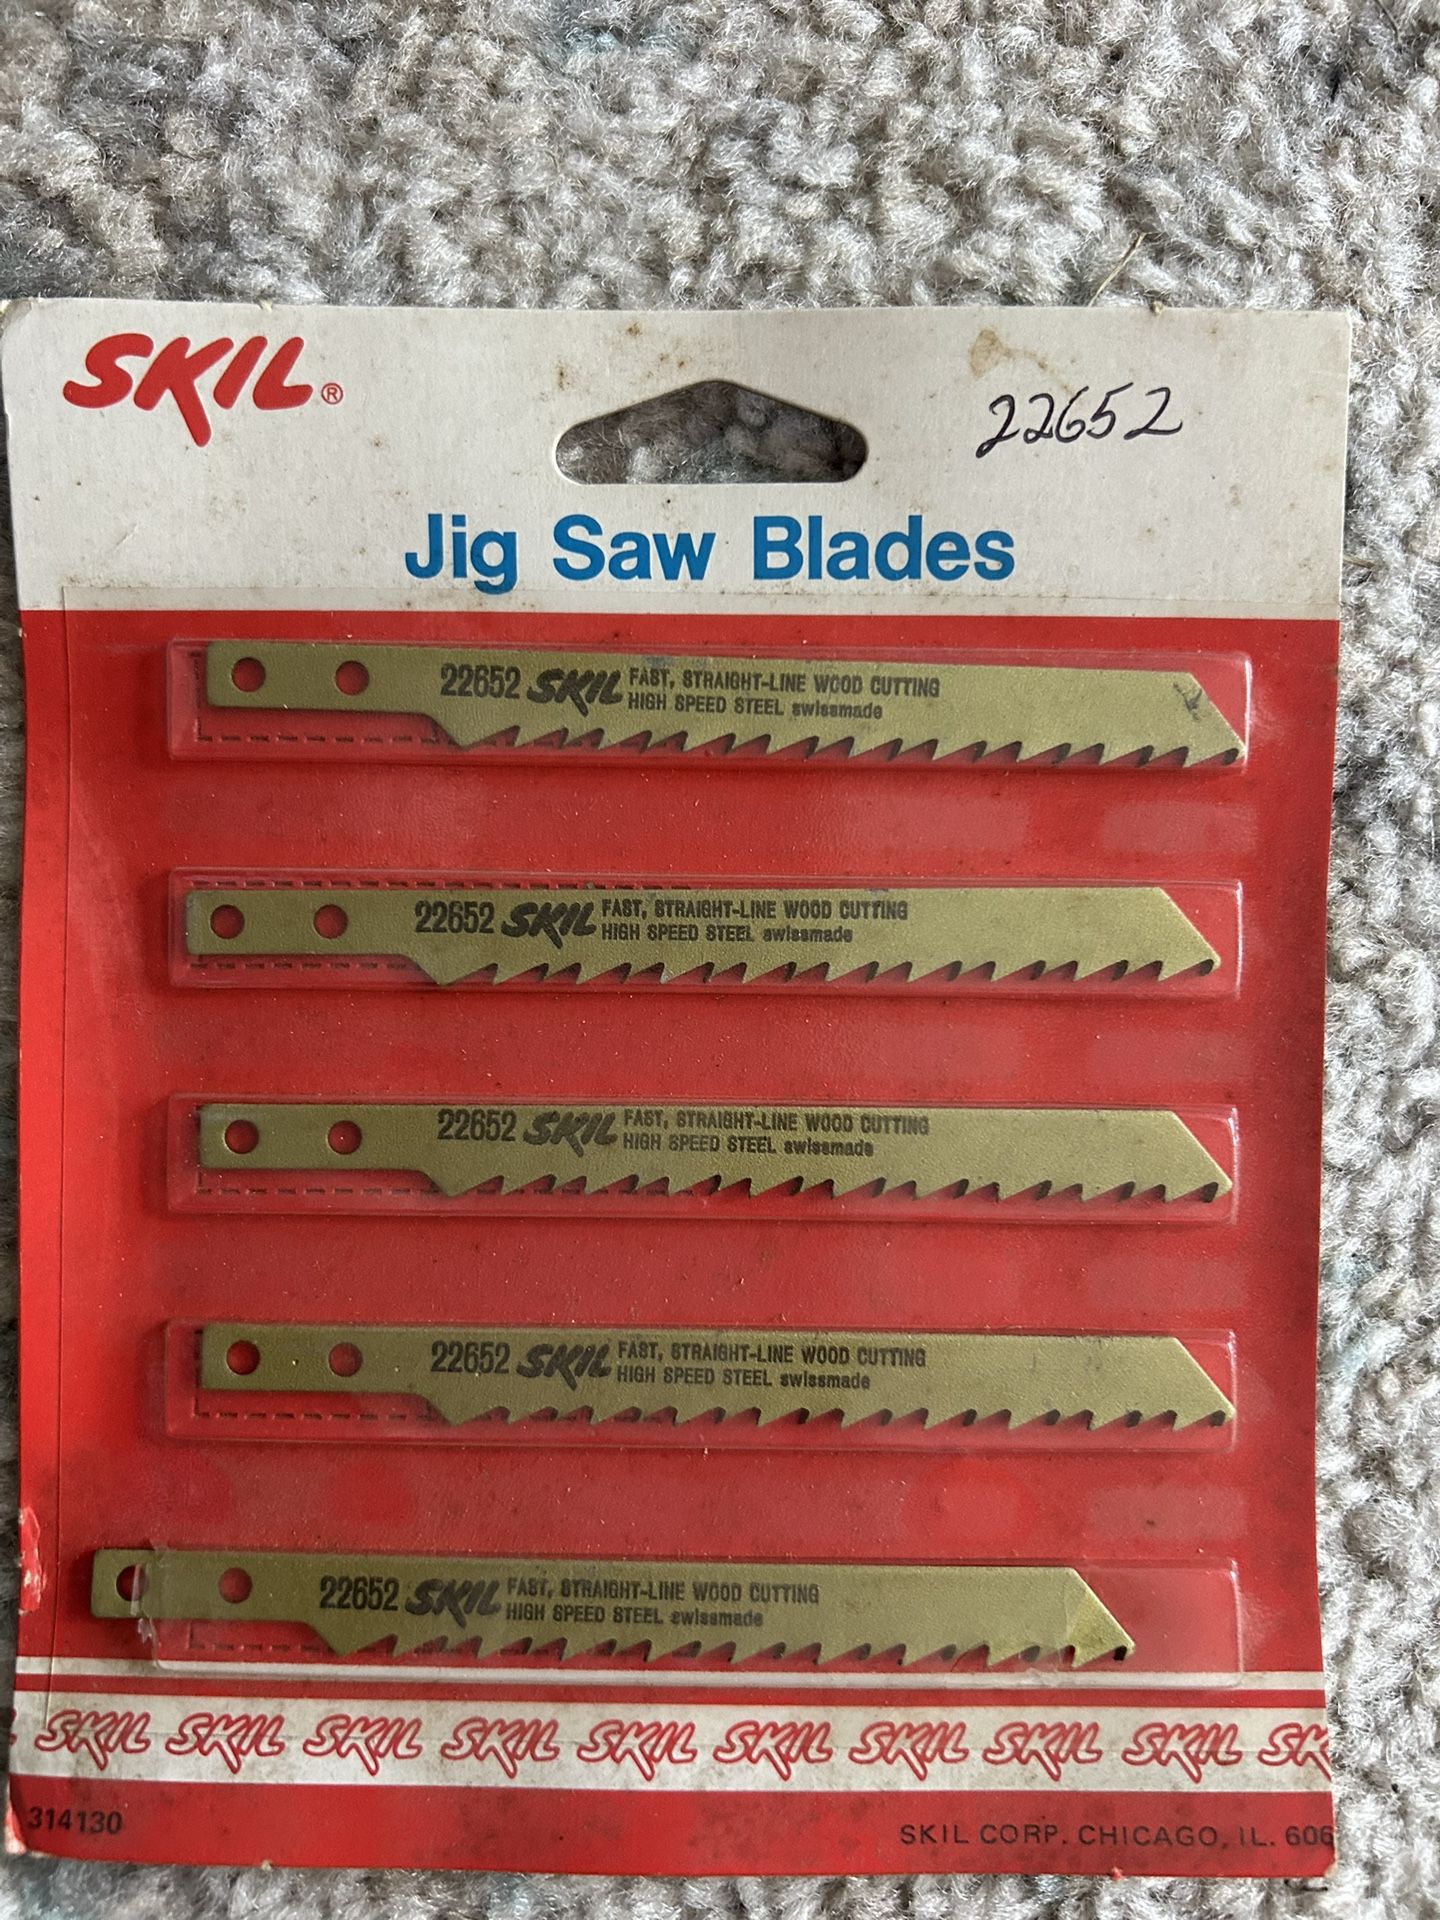 SKIL®
22652
Jig Saw Blades
22652 SKIL FAST, STRAIGHT-LINE WOOD CUTTING
HIGH SPEED STEEL swissmade
22652 SKIL FAST, STRAIGHT-LINE WOOD CUTTING
HIGH SPEED STEEL swissmade
22652 SKIL FAST, STRAIGHT-LINE WOOD CUTTING
HIGH SPEED STEEL swissmade
22652 SKIL FAST, STRAIGHT-LINE WOOD CUTTING
HIGH SPEED STEEL swissmade
22652 SKIL FAST, STRAIGHT-LINE WOOD CUTTING
HIGH SPEED STEEL swissmade
SKIL SKIL SKIL SKIL SKIL SKIL SKIL SKIL SKIL SK
314130
SKIL CORP. CHICAGO, IL. 606